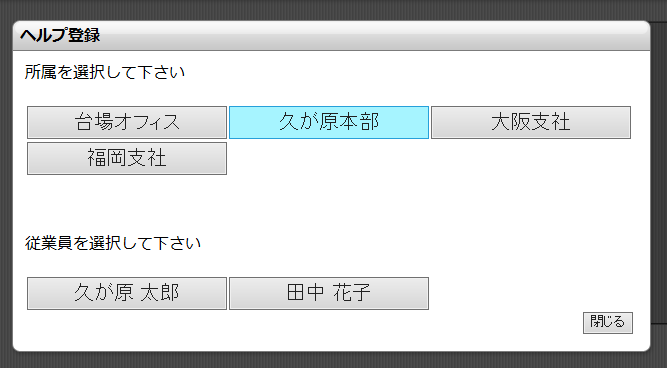 ヘルプ登録
所属を選択して下さい
台場オフィス 久が原本部 大阪支社
福岡支社
従業員を選択して下さい
久が原 太郎 田中 花子
閉じる